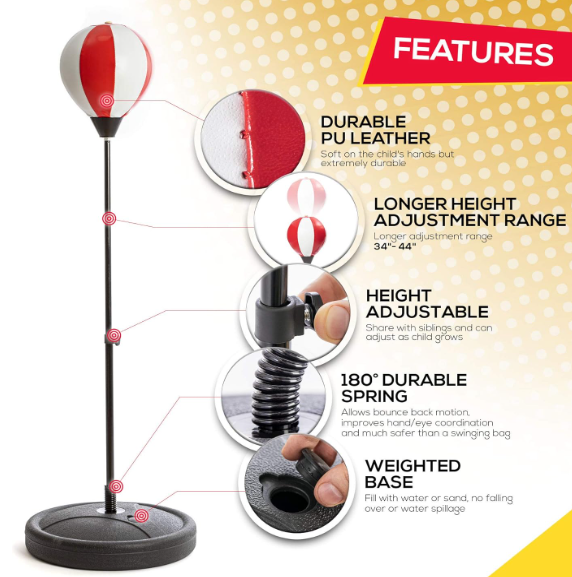 FEATURES
DURABLE
PU LEATHER
Soft on the child's hands but
extremely durable
LONGER HEIGHT
ADJUSTMENT RANGE
Longer adjustment range
34"- 44"
HEIGHT
ADJUSTABLE
Share with siblings and can
adjust as child grows
180° DURABLE
SPRING
Allows bounce back motion,
improves hand/eye coordination
and much safer than a swinging bag
WEIGHTED
BASE
Fill with water or sand, no falling
over or water spillage